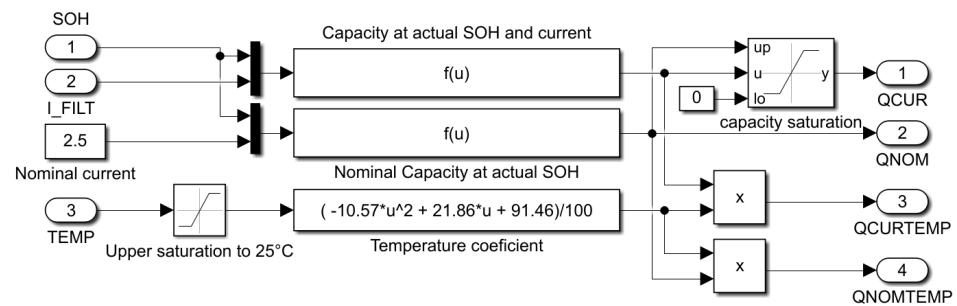 SOH
1
2
I_FILT
2.5
Nominal current
3
TEMP
Upper saturation to 25°C
Capacity at actual SOH and current
f(u)
f(u)
Nominal Capacity at actual SOH
( -10.57*u^2 + 21.86*u + 91.46)/100
Temperature coeficient
up
u
y
lo
0
capacity saturation
x
x
1
QCUR
2
QNOM
3
QCURTEMP
4
QNOMTEMP